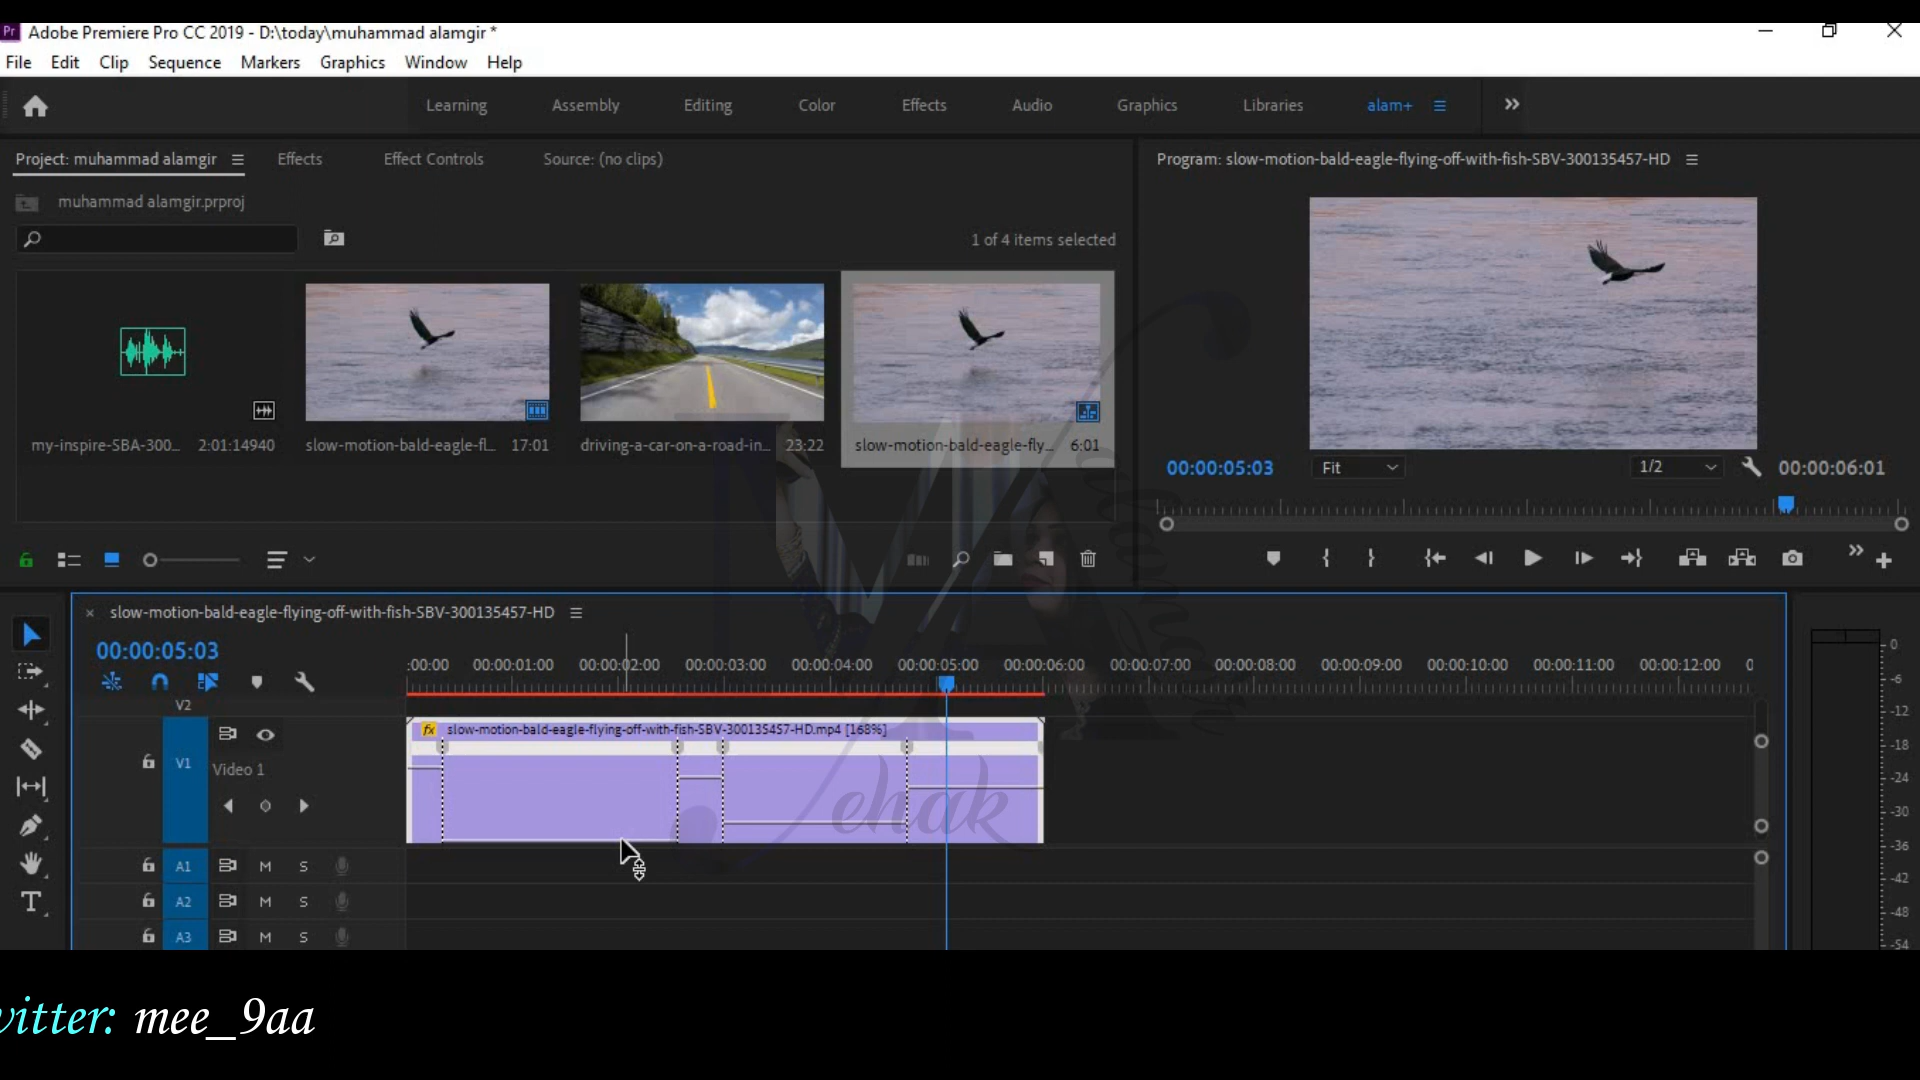 Pr Adobe Premiere Pro CC 2019 - D:\today\muhammad alamgir *
File Edit Clip Sequence Markers Graphics Window Help
Learning Assembly Editing Color Effects Audio Graphics Libraries alam+
Project: muhammad alamgir Effects Effect Controls Source: (no clips)
Program: slow-motion-bald-eagle-flying-off-with-fish-SBV-300135457-HD
muhammad alamgir.prproj
1 of 4 items selected
my-inspire-SBA-300... 2:01:14940
slow-motion-bald-eagle-fl... 17:01
driving-a-car-on-a-road-in... 23:22
slow-motion-bald-eagle-fly... 6:01
00:00:05:03 Fit 1/2 00:00:06:01
× slow-motion-bald-eagle-flying-off-with-fish-SBV-300135457-HD
00:00:05:03
:00:00 00:00:01:00 00:00:02:00 00:00:03:00 00:00:04:00 00:00:05:00 00:00:06:00 00:00:07:00 00:00:08:00 00:00:09:00 00:00:10:00 00:00:11:00 00:00:12:00 0
V2
fx slow-motion-bald-eagle-flying-off-with-fish-SBV-300135457-HD.mp4 [168%]
V1 Video 1
A1 M S
A2 M S
A3 M S
T
0
-6
-12
-18
-24
-30
-36
-42
-48
-54
Mehak
Jahangir
witter: mee_9aa